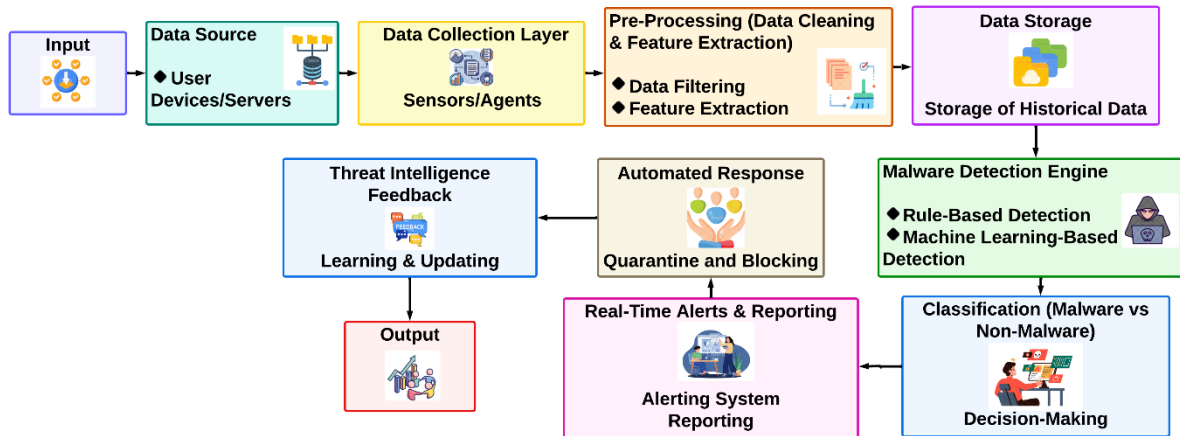 Input
Data Source
◆ User
Devices/Servers
Data Collection Layer
Sensors/Agents
Pre-Processing (Data Cleaning
& Feature Extraction)
◆ Data Filtering
◆ Feature Extraction
Data Storage
Storage of Historical Data
Malware Detection Engine
◆ Rule-Based Detection
◆ Machine Learning-Based
Detection
Classification (Malware vs
Non-Malware)
Decision-Making
Real-Time Alerts & Reporting
Alerting System
Reporting
Automated Response
Quarantine and Blocking
Threat Intelligence
Feedback
FEEDBACK
Learning & Updating
Output